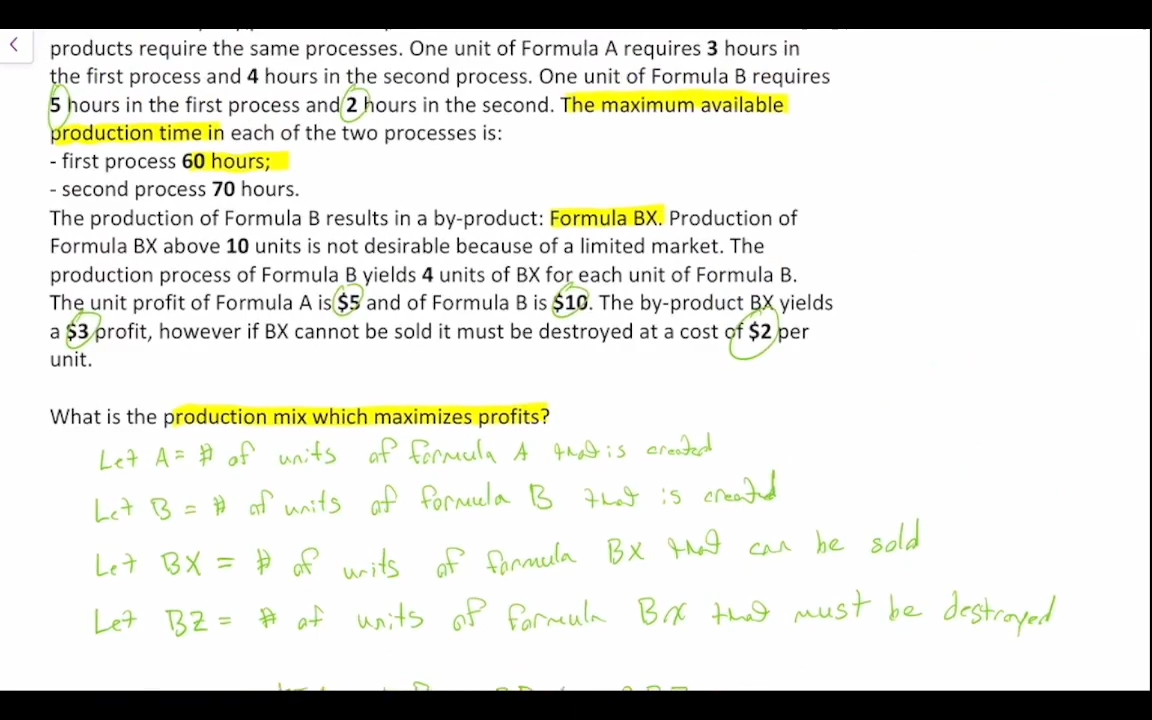 products require the same processes. One unit of Formula A requires 3 hours in
the first process and 4 hours in the second process. One unit of Formula B requires
5 hours in the first process and 2 hours in the second. The maximum available
production time in each of the two processes is:
- first process 60 hours;
- second process 70 hours.
The production of Formula B results in a by-product: Formula BX. Production of
Formula BX above 10 units is not desirable because of a limited market. The
production process of Formula B yields 4 units of BX for each unit of Formula B.
The unit profit of Formula A is $5 and of Formula B is $10. The by-product BX yields
a $3 profit, however if BX cannot be sold it must be destroyed at a cost of $2 per
unit.
What is the production mix which maximizes profits?
Let A = # of units of formula A that is created
Let B = # of units of formula B that is created
Let BX = # of units of formula BX that can be sold
Let BZ = # of units of formula BX that must be destroyed